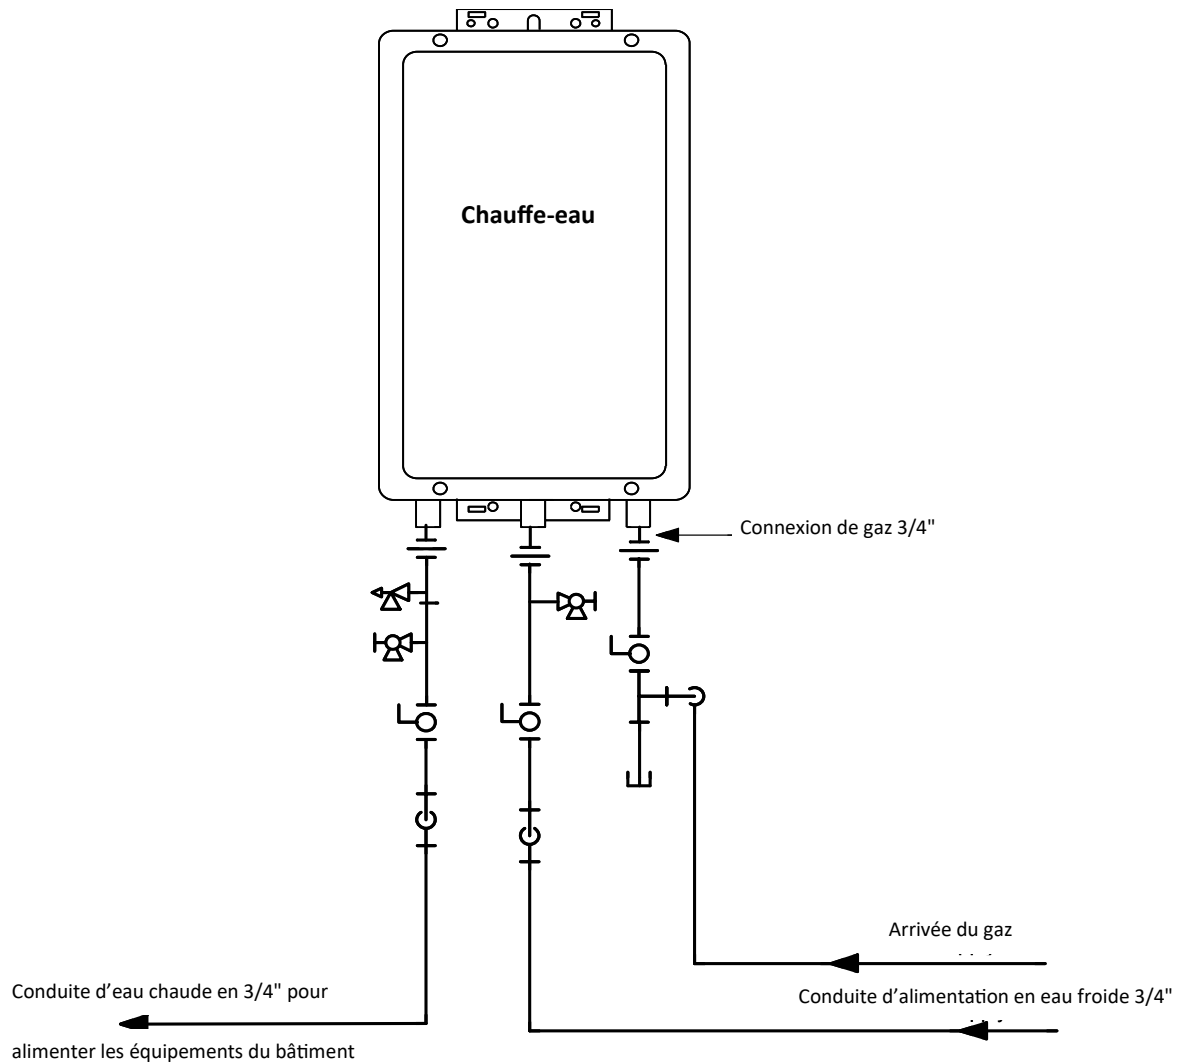 Chauffe-eau
Connexion de gaz 3/4"
Arrivée du gaz
Conduite d'eau chaude en 3/4" pour
alimenter les équipements du bâtiment
Conduite d'alimentation en eau froide 3/4"